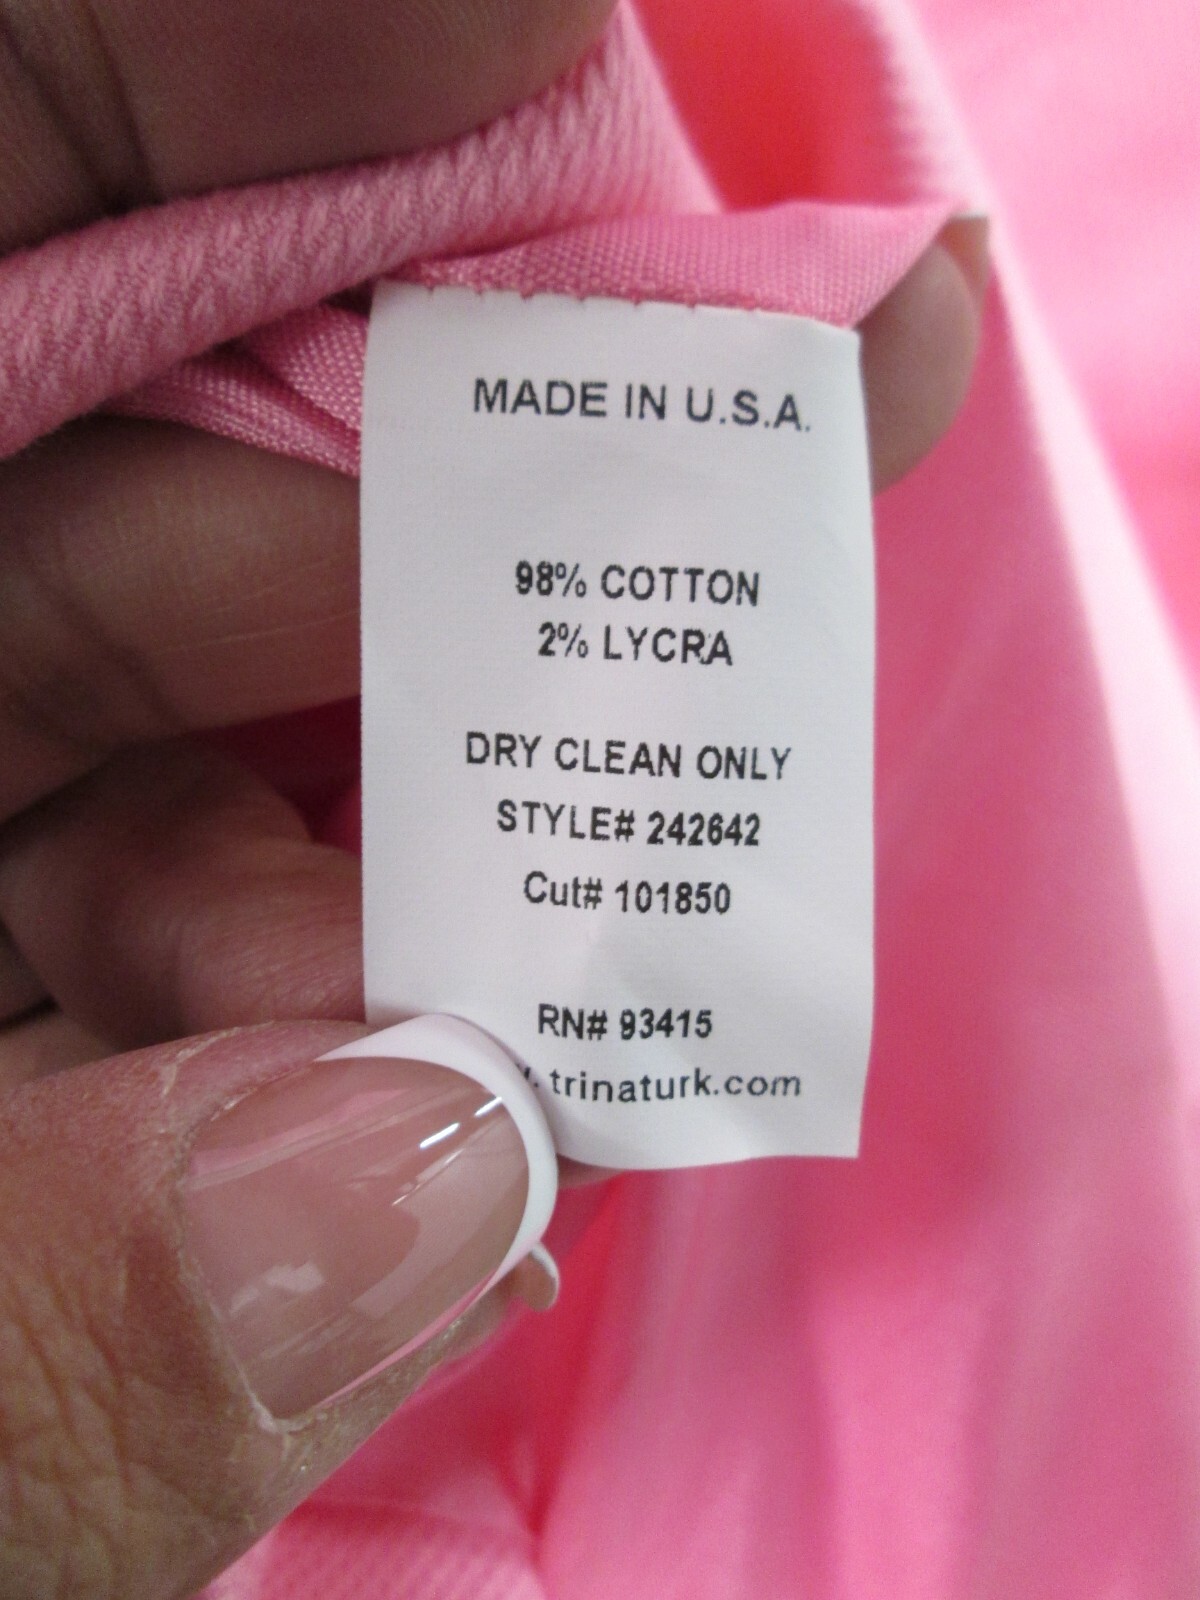 MADE IN U.S.A.
98% COTTON
2% LYCRA
DRY CLEAN ONLY
STYLE# 242642
Cut# 101850
RN# 93415
. trinaturk.com